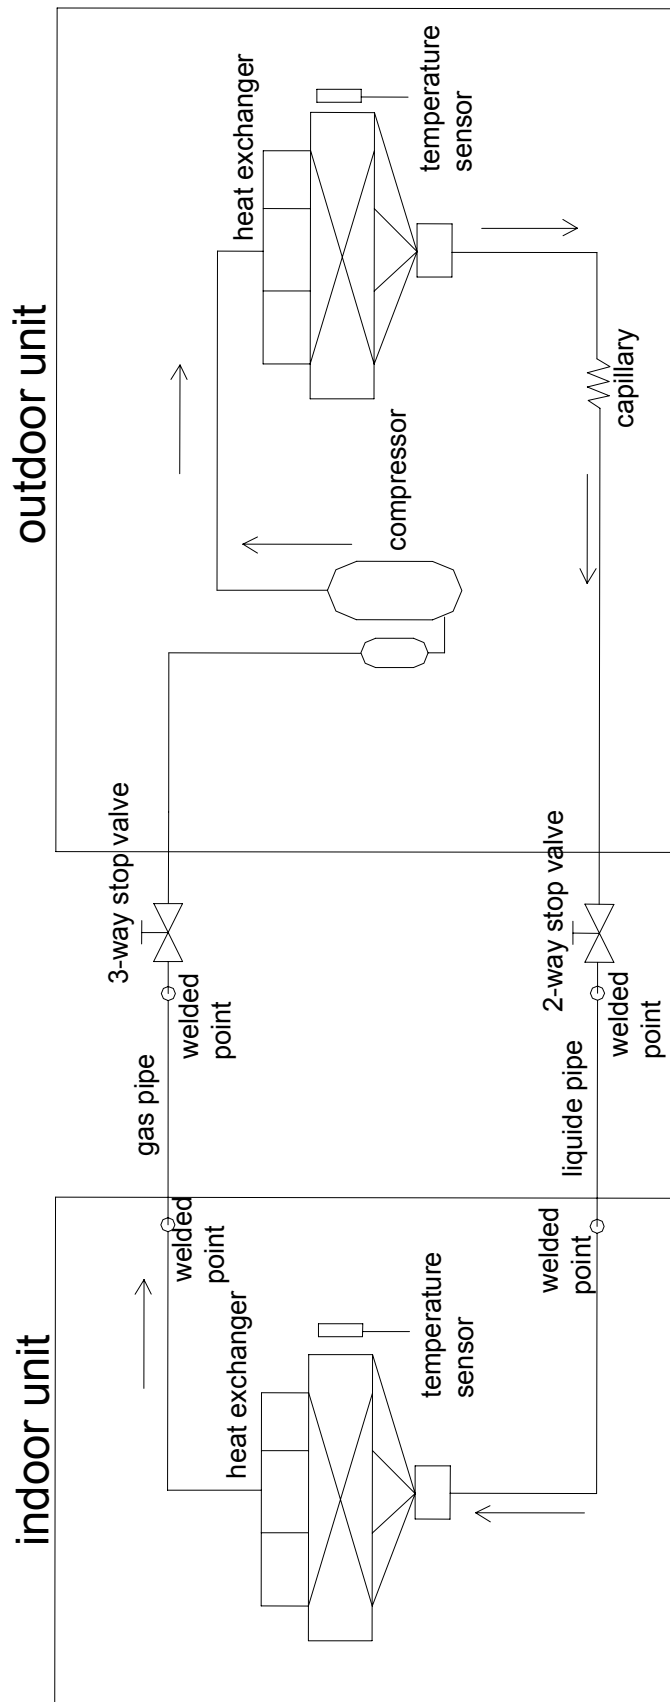 indoor unit
outdoor unit
heat exchanger
temperature
sensor
welded
point
gas pipe
welded
point
3-way stop valve
compressor
heat exchanger
temperature
sensor
capillary
welded
point
liquide pipe
welded
point
2-way stop valve